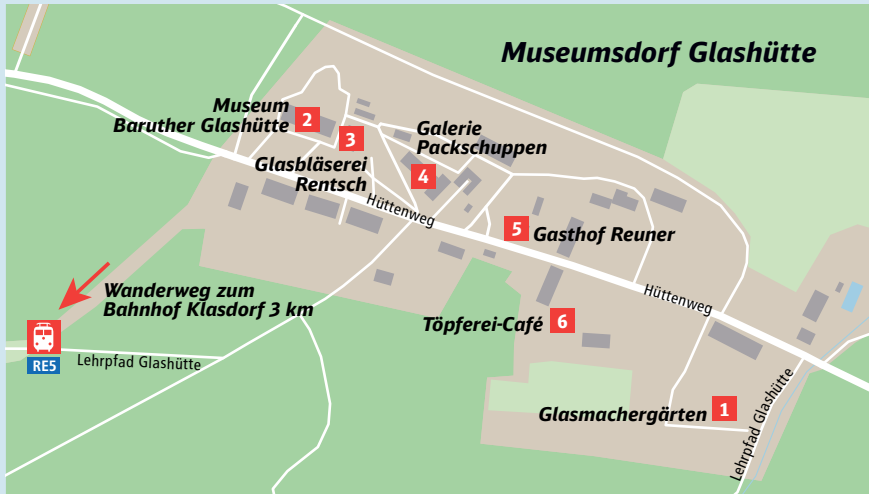 Museumsdorf Glashütte
Museum
Baruther Glashütte
2
3
Glasbläserei
Rentsch
Galerie
Packschuppen
4
Hüttenweg
5
Gasthof Reuner
Hüttenweg
Wanderweg zum
Bahnhof Klasdorf 3 km
RE5
Lehrpfad Glashütte
Töpferei-Café
6
Glasmachergärten
1
Lehrpfad Glashütte